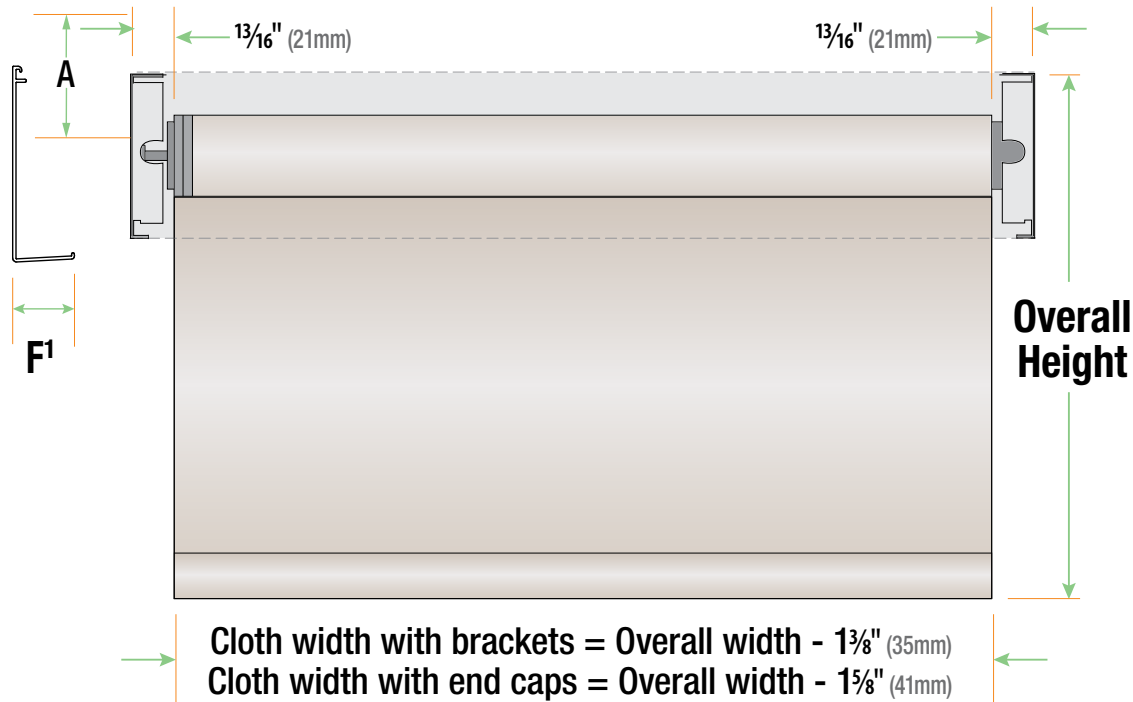 ¹³⁄₁₆" (21mm)
¹³⁄₁₆" (21mm)
A
F¹
Overall
Height
Cloth width with brackets = Overall width - 1³⁄₈" (35mm)
Cloth width with end caps = Overall width - 1⁵⁄₈" (41mm)